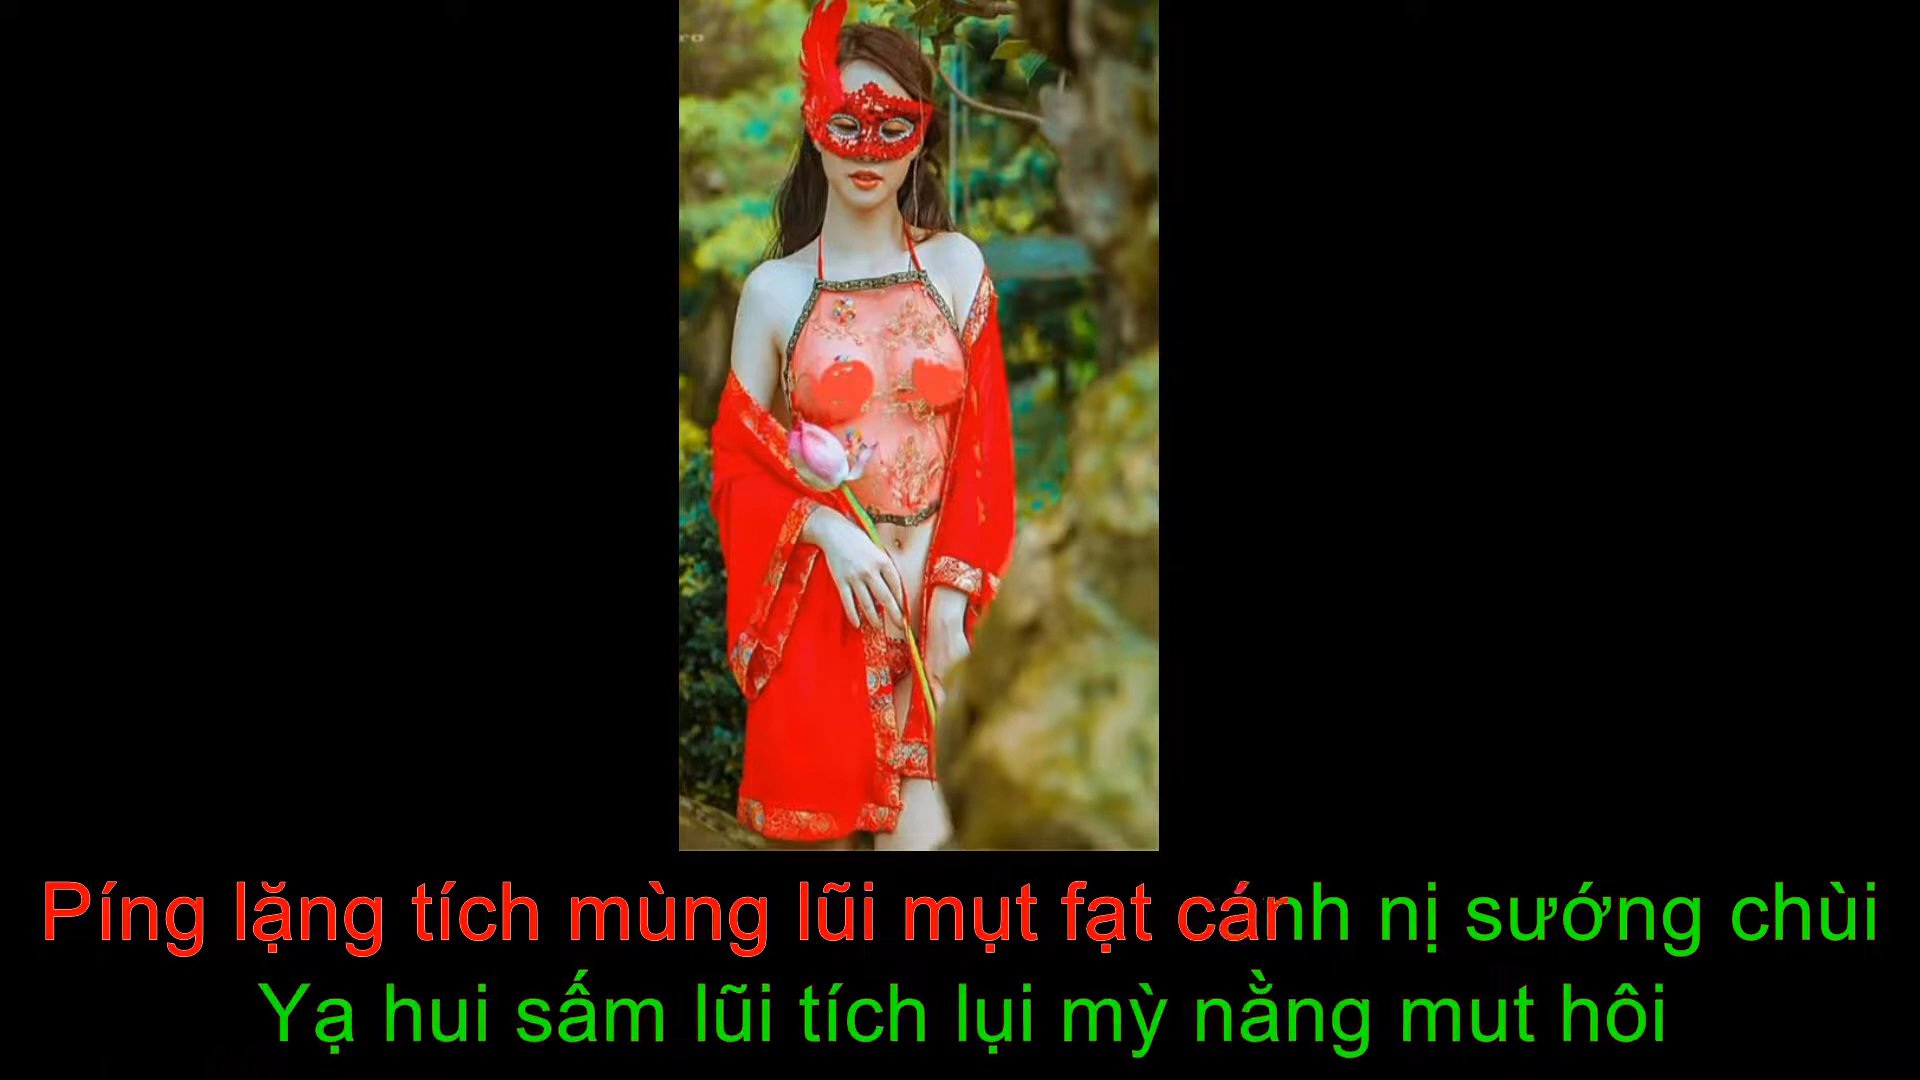 ro
Píng lặng tích mùng lũi mụt fạt cánh nị sướng chùi
Yạ hui sấm lũi tích lụi mỳ nằng mut hôi